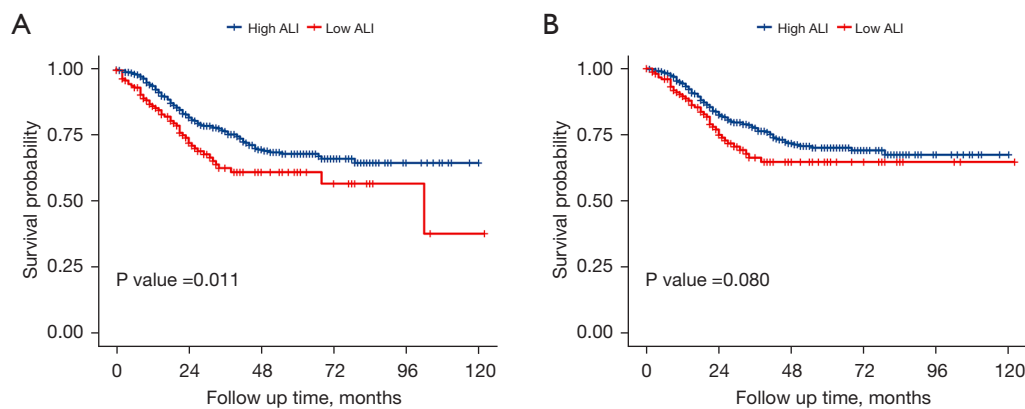 A
High ALI Low ALI
1.00
0.75
0.50
0.25
0.00
Survival probability
P value =0.011
0 24 48 72 96 120
Follow up time, months
B
High ALI Low ALI
1.00
0.75
0.50
0.25
0.00
Survival probability
P value =0.080
0 24 48 72 96 120
Follow up time, months